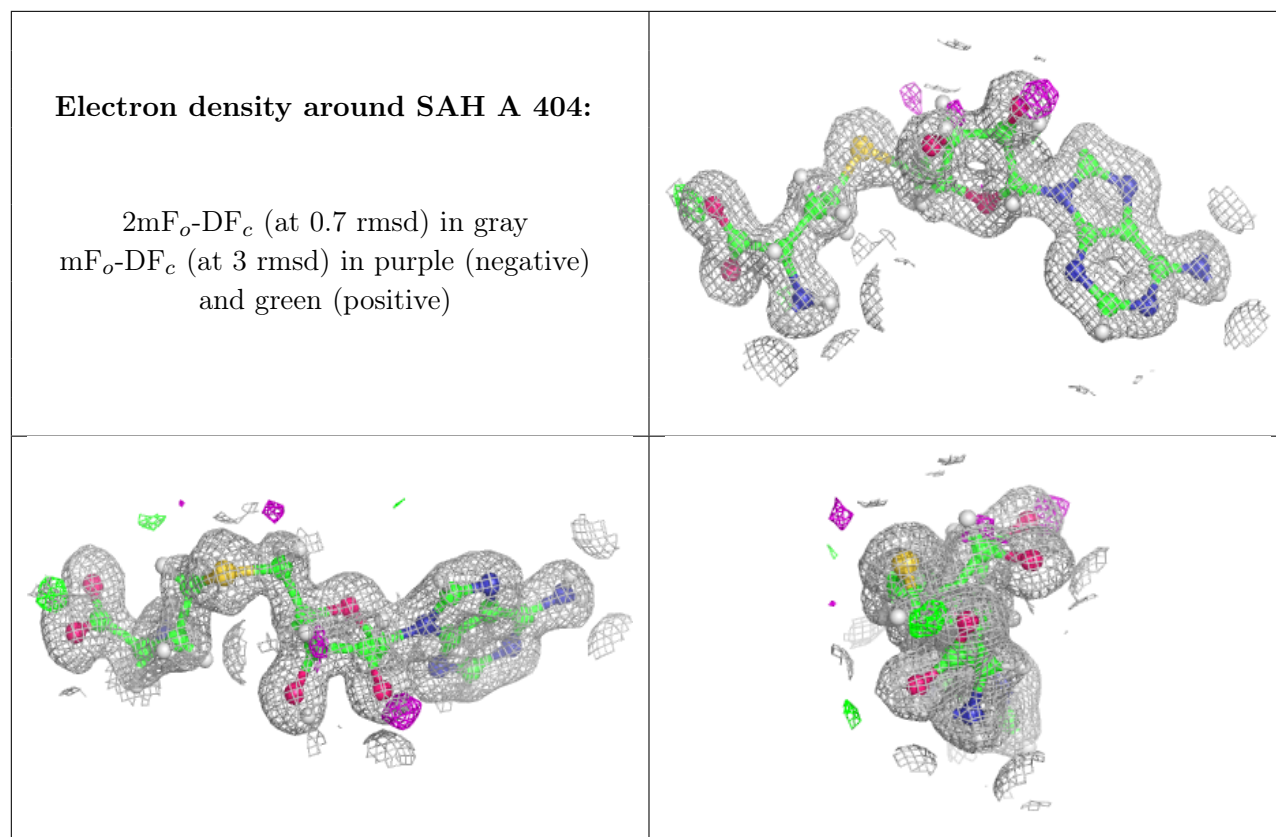 Electron density around SAH A 404:
2mFo-DFc (at 0.7 rmsd) in gray
mFo-DFc (at 3 rmsd) in purple (negative)
and green (positive)